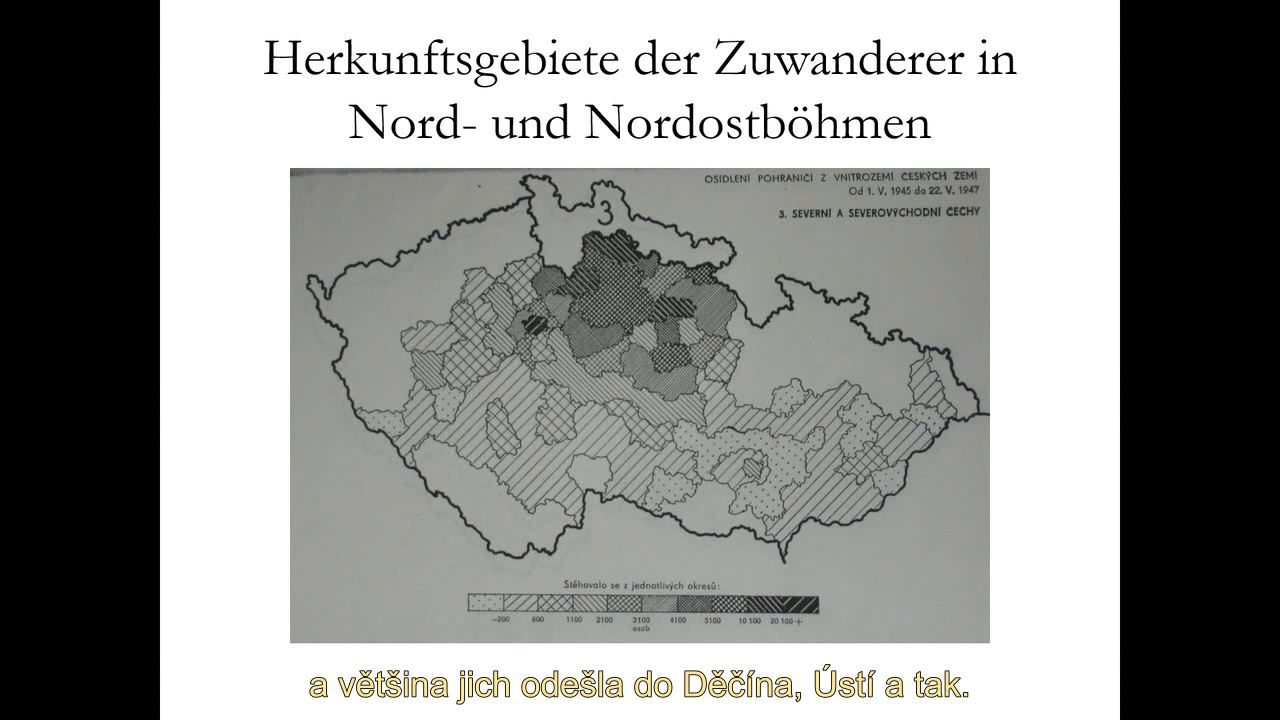 Herkunftsgebiete der Zuwanderer in
Nord- und Nordostböhmen
OSÍDLENÍ POHRANIČÍ Z VNITROZEMÍ ČESKÝCH ZEMÍ
Od 1. V. 1945 do 22. V. 1947
3. SEVERNÍ A SEVEROVÝCHODNÍ ČECHY
3
Stěhovalo se z jednotlivých okresů:
–200 600 1100 2100 3100 4100 5100 10 100 20 100 +
osob
a většina jich odešla do Děčína, Ústí a tak.